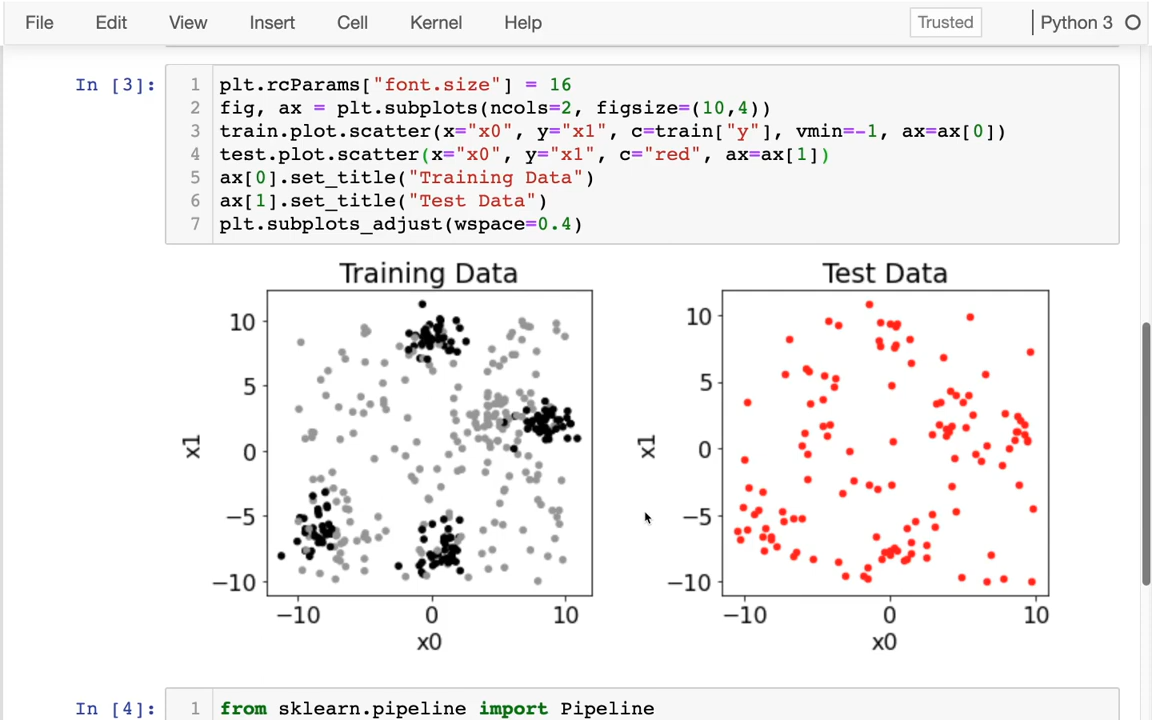 File Edit View Insert Cell Kernel Help Trusted Python 3
In [3]:
1 plt.rcParams["font.size"] = 16
2 fig, ax = plt.subplots(ncols=2, figsize=(10,4))
3 train.plot.scatter(x="x0", y="x1", c=train["y"], vmin=-1, ax=ax[0])
4 test.plot.scatter(x="x0", y="x1", c="red", ax=ax[1])
5 ax[0].set_title("Training Data")
6 ax[1].set_title("Test Data")
7 plt.subplots_adjust(wspace=0.4)
Training Data
10
5
0
−5
−10
x1
−10 0 10
x0
Test Data
10
5
0
−5
−10
x1
−10 0 10
x0
In [4]:
1 from sklearn.pipeline import Pipeline